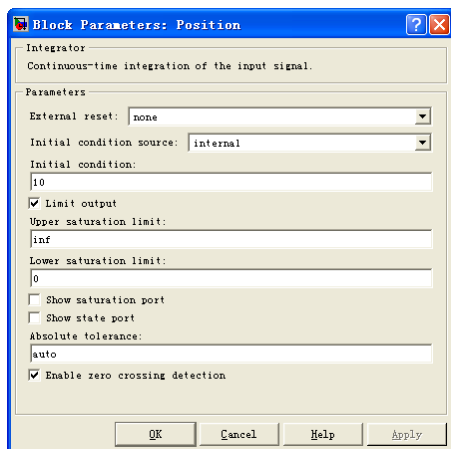 Block Parameters: Position
Integrator
Continuous-time integration of the input signal.
Parameters
External reset: none
Initial condition source: internal
Initial condition:
10
Limit output
Upper saturation limit:
inf
Lower saturation limit:
0
Show saturation port
Show state port
Absolute tolerance:
auto
Enable zero crossing detection
OK Cancel Help Apply